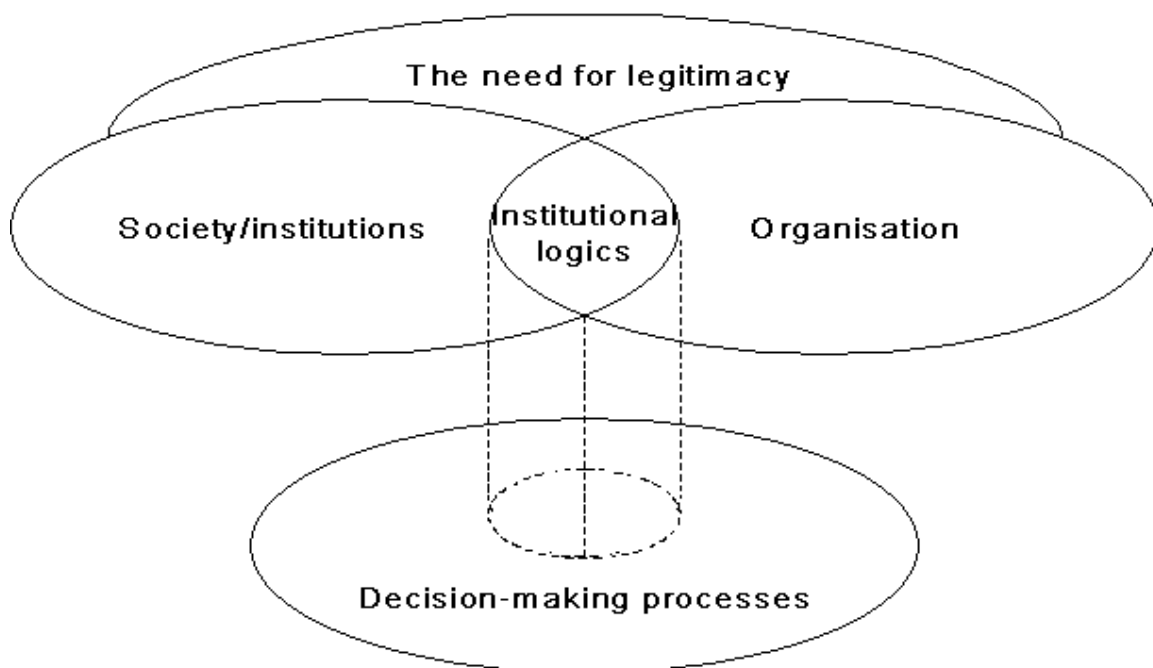 The need for legitimacy
Society/institutions
Institutional
logics
Organisation
Decision-making processes